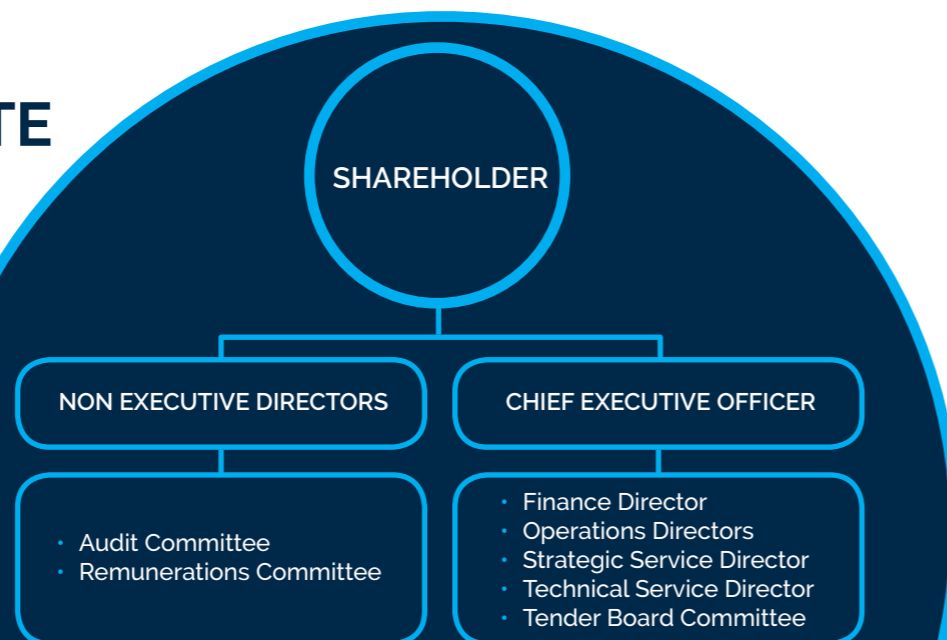 TE
SHAREHOLDER
NON EXECUTIVE DIRECTORS
CHIEF EXECUTIVE OFFICER
• Audit Committee
• Remunerations Committee
• Finance Director
• Operations Directors
• Strategic Service Director
• Technical Service Director
• Tender Board Committee